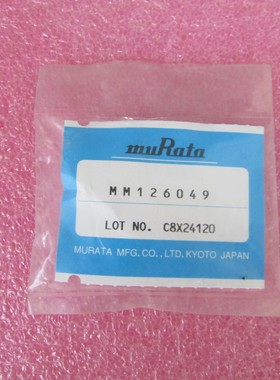 muRata
MM126049
LOT NO. C8X24120
MURATA MFG.CO.,LTD.KYOTO JAPAN